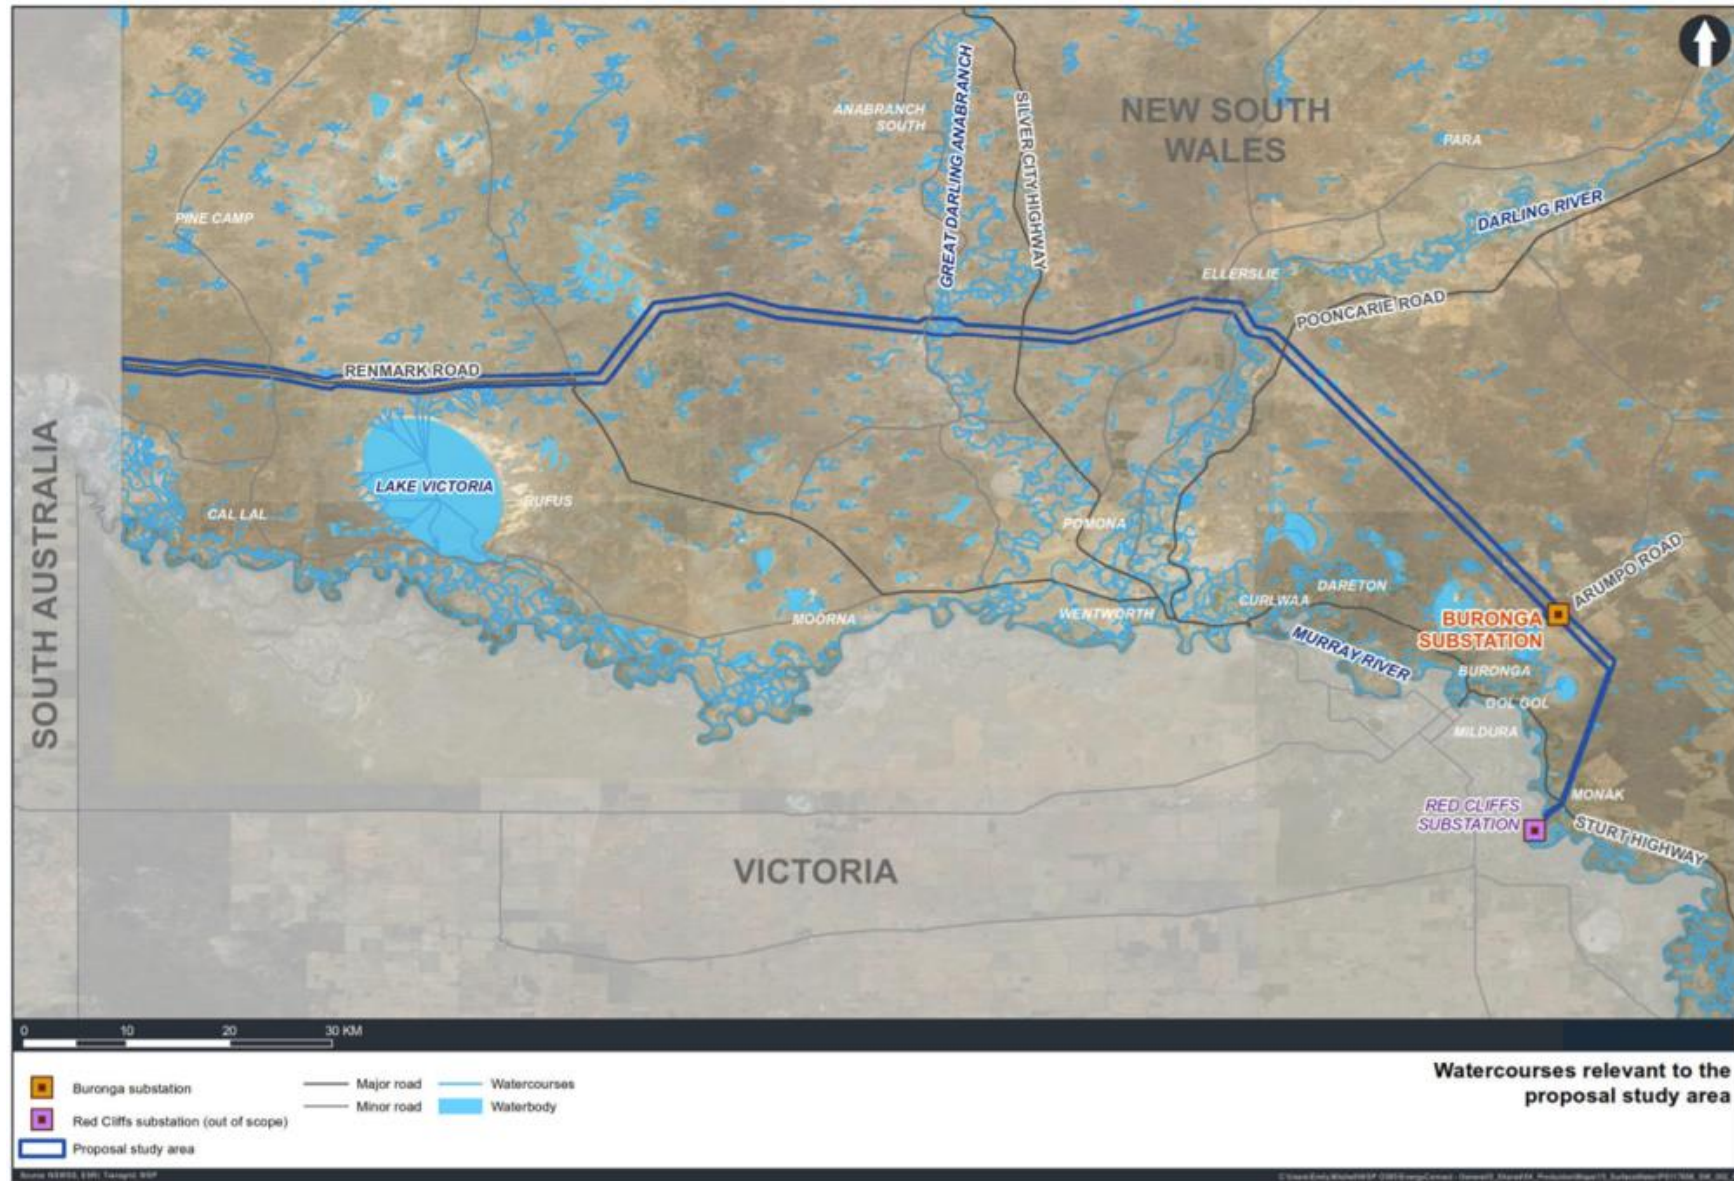 ANABRANCH
SOUTH
GREAT DARLING ANABRANCH
SILVER CITY HIGHWAY
NEW SOUTH
WALES
PARA
PINE CAMP
DARLING RIVER
ELLERSLIE
POONCARIE ROAD
RENMARK ROAD
SOUTH AUSTRALIA
LAKE VICTORIA
RUFUS
CAL LAL
POMONA
ARUMPO ROAD
DARETON
CURLWAA
WENTWORTH
MOORNA
BURONGA
SUBSTATION
MURRAY RIVER
BURONGA
GOL GOL
MILDURA
MONAK
RED CLIFFS
SUBSTATION
STURT HIGHWAY
VICTORIA
0 10 20 30 KM
Buronga substation
Red Cliffs substation (out of scope)
Proposal study area
Major road
Minor road
Watercourses
Waterbody
Watercourses relevant to the
proposal study area